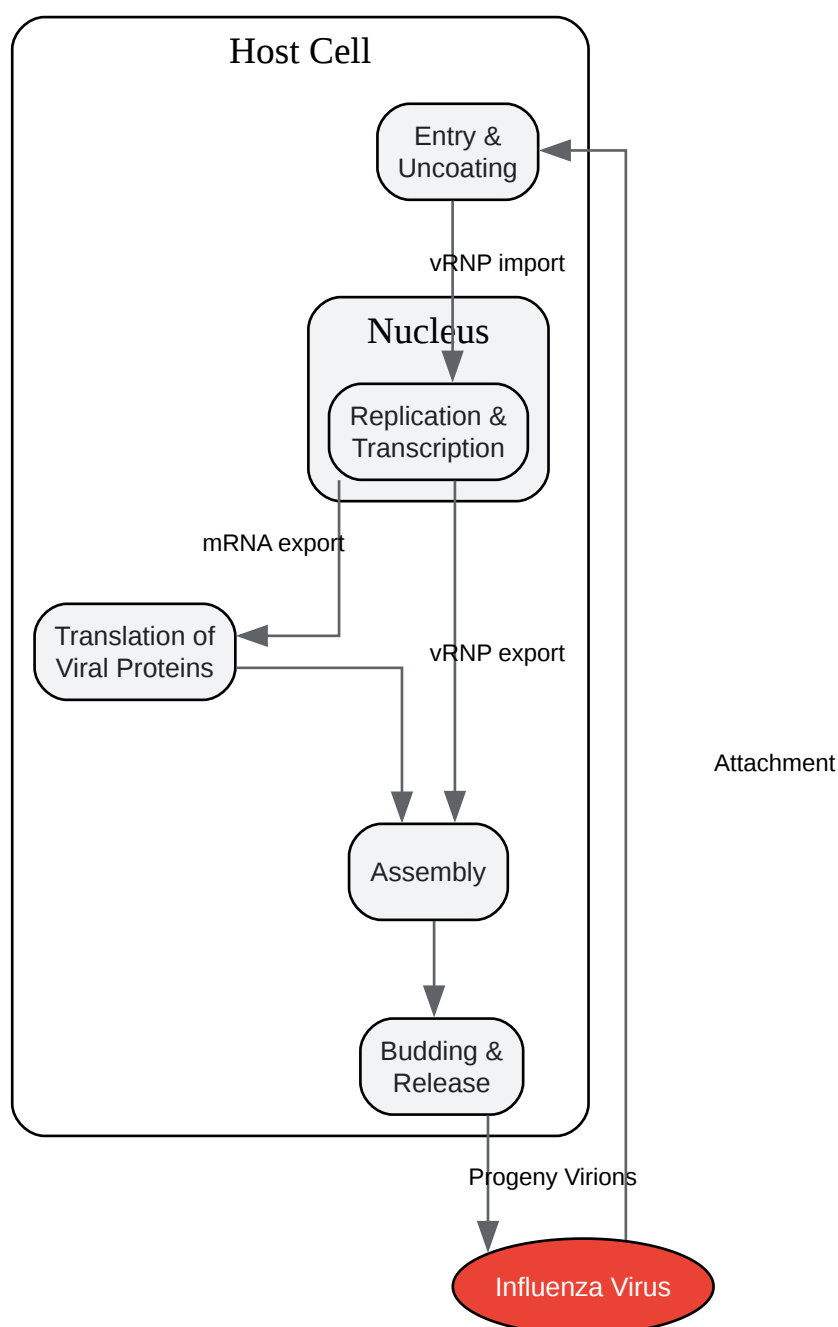 Host Cell
Entry &
Uncoating
vRNP import
Nucleus
Replication &
Transcription
mRNA export
Translation of
Viral Proteins
vRNP export
Attachment
Assembly
Budding &
Release
Progeny Virions
Influenza Virus